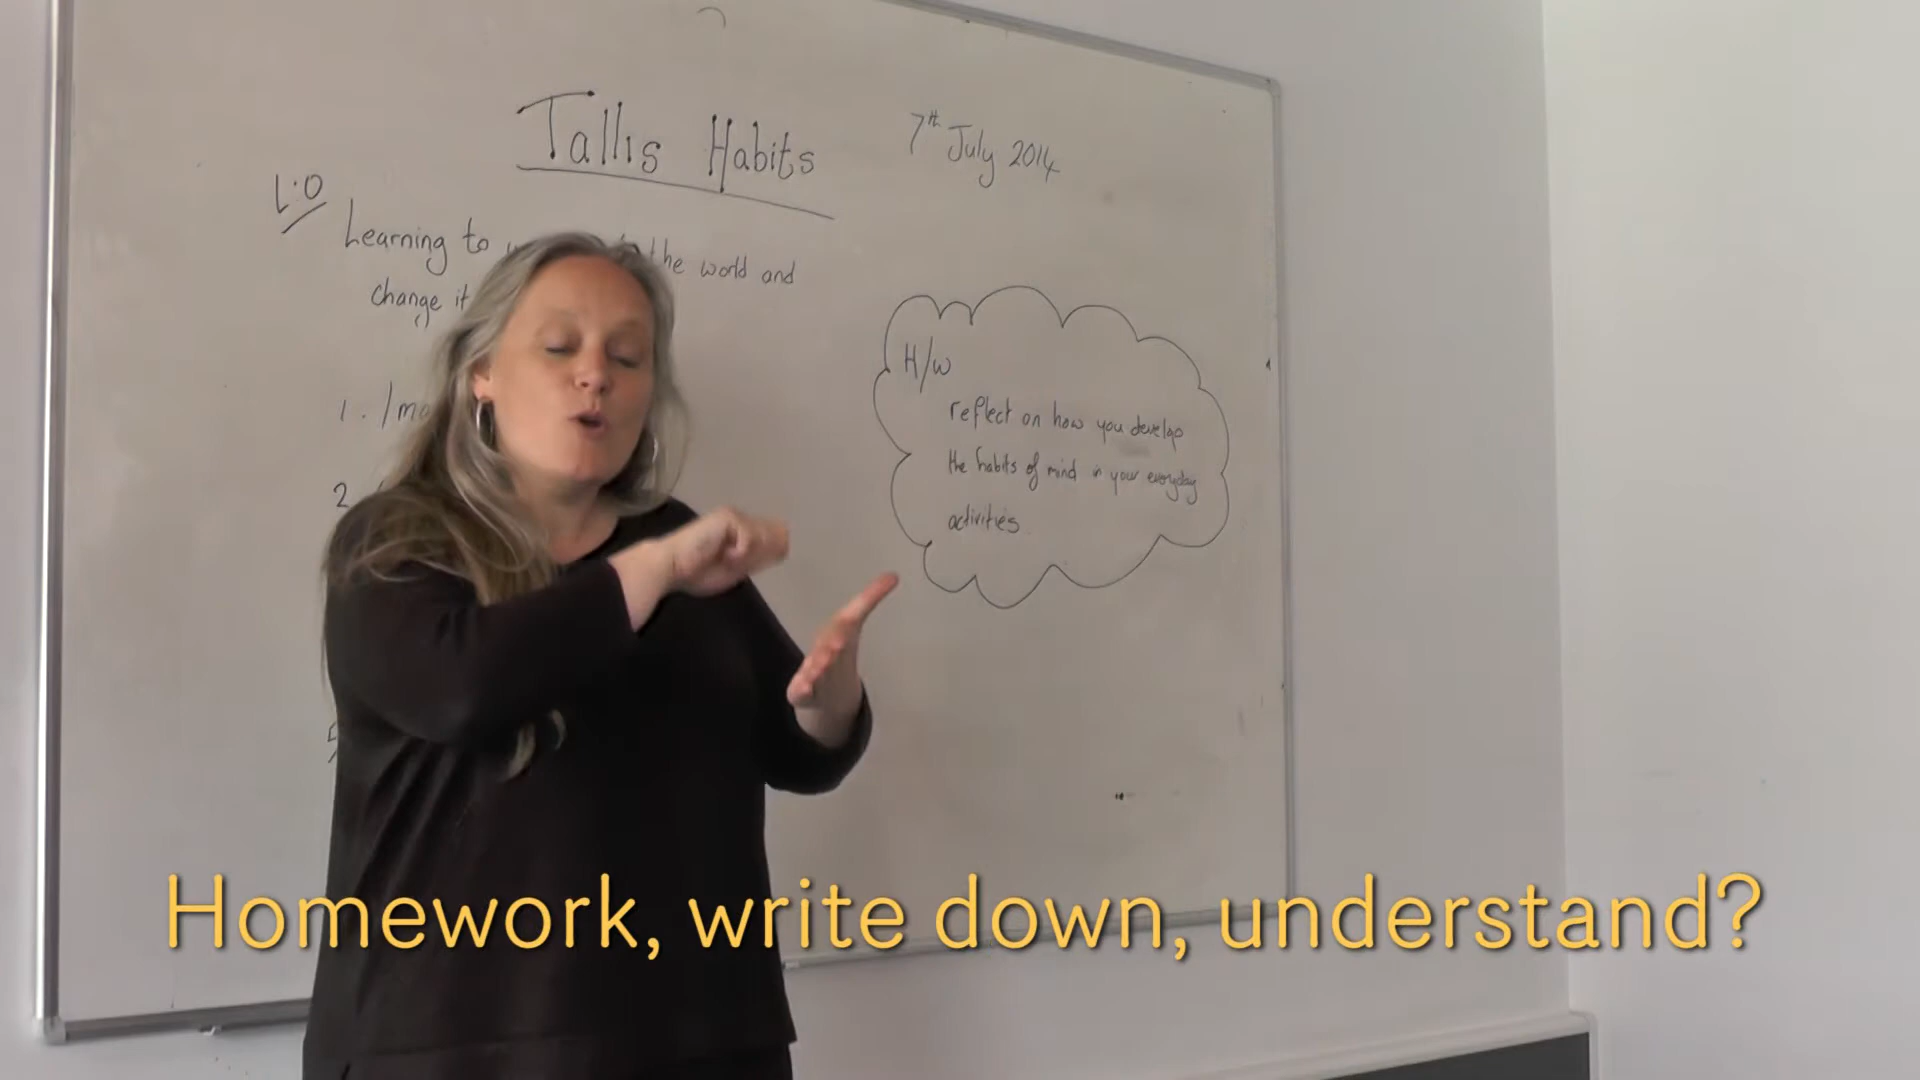 Tallis Habits
7th July 2014
L:O
Learning to the world and
change it
1.
2
H/w
reflect on how you develop
the habits of mind in your everyday
activities.
Homework, write down, understand?